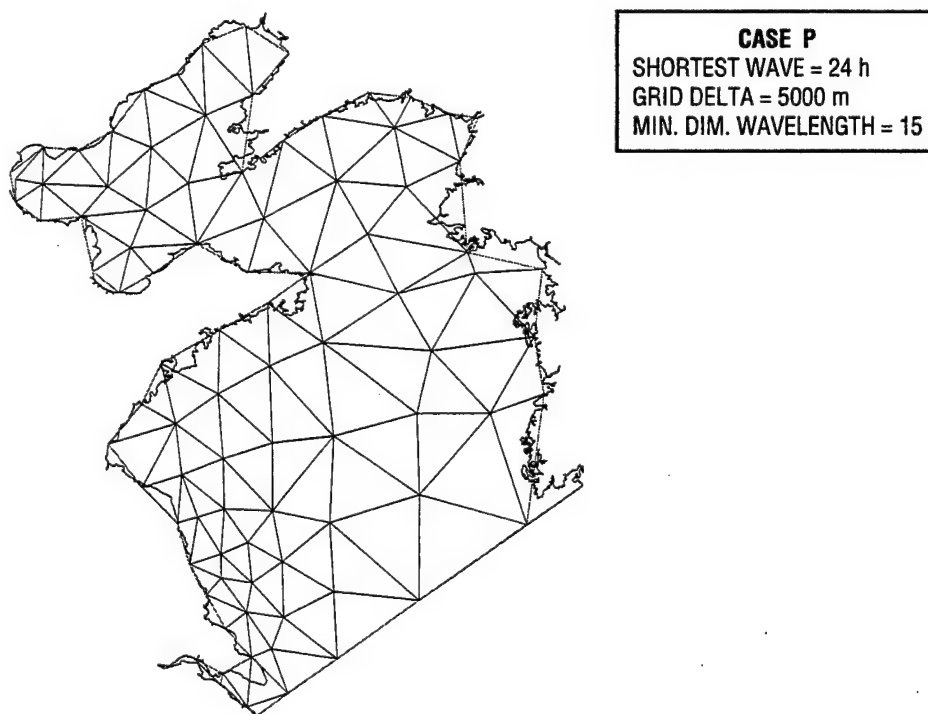 CASE P
SHORTEST WAVE = 24 h
GRID DELTA = 5000 m
MIN. DIM. WAVELENGTH = 15